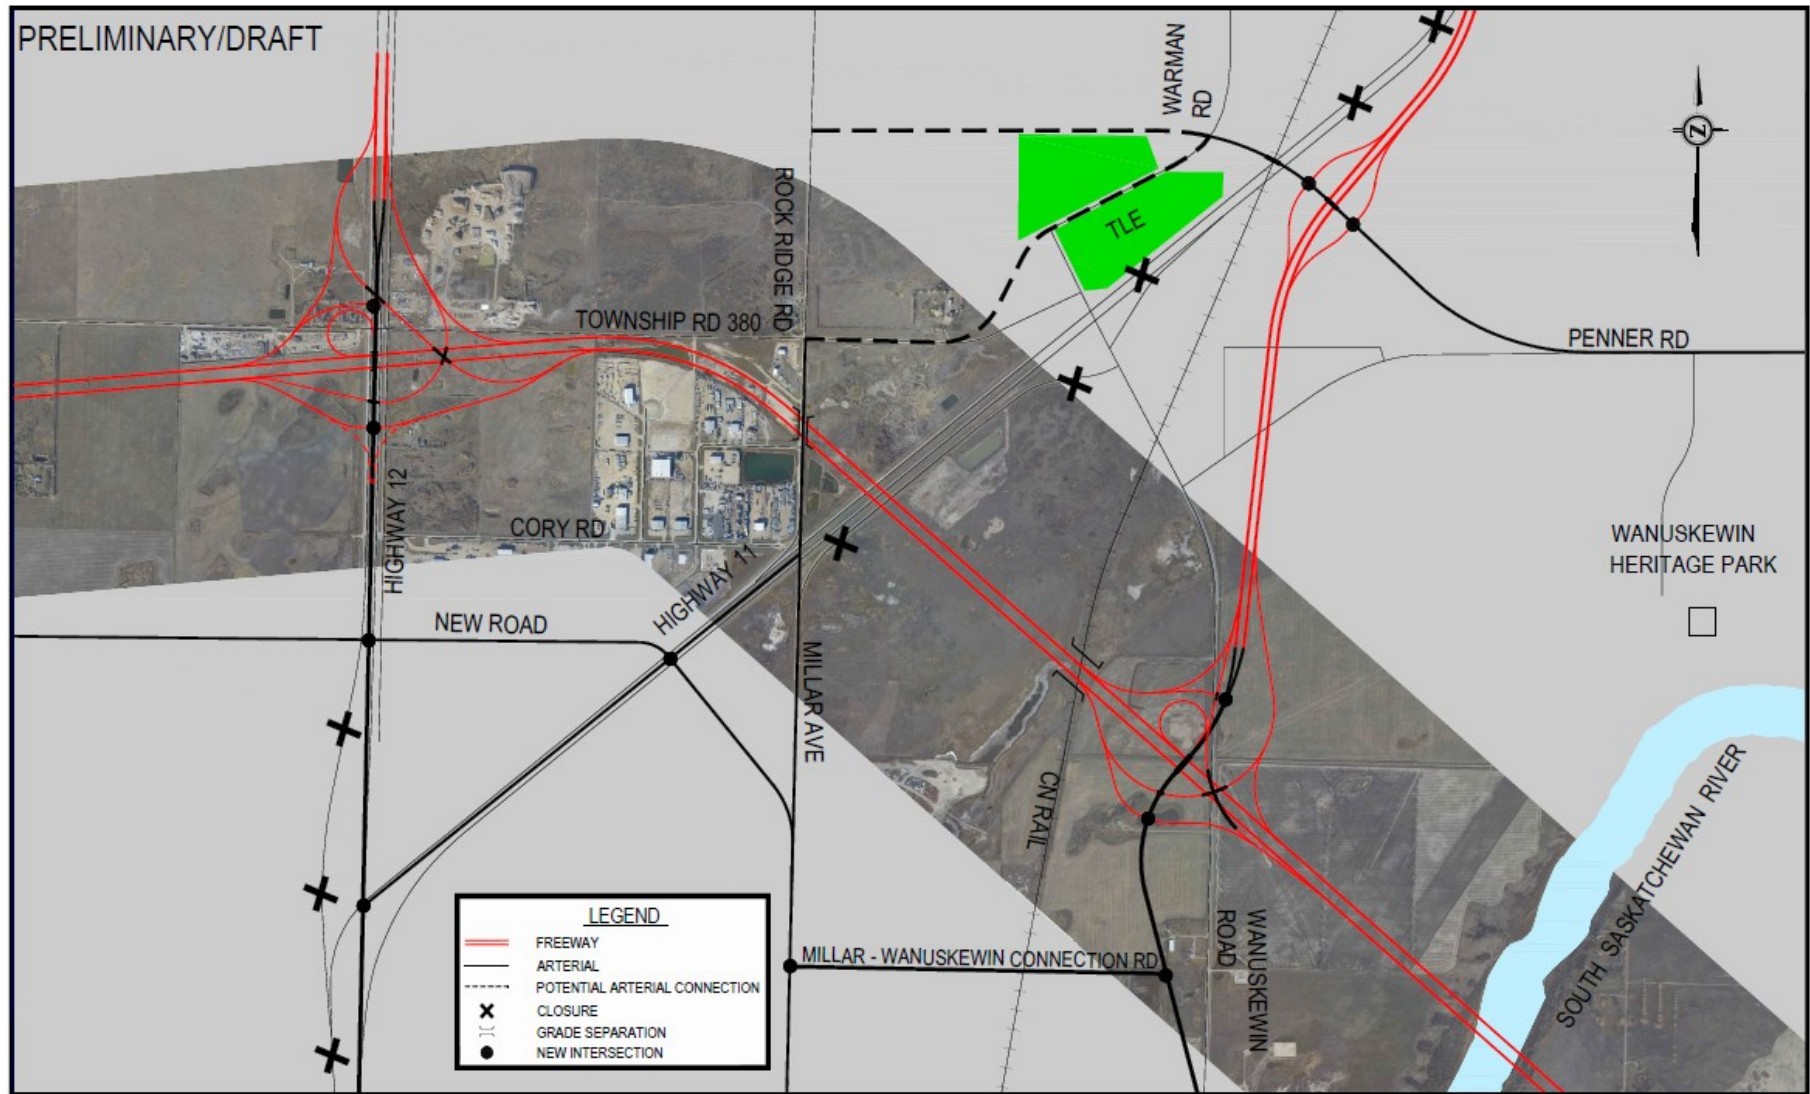 PRELIMINARY/DRAFT
WARMAN
RD
ROCK RIDGE RD
TLE
N
TOWNSHIP RD 380
PENNER RD
HIGHWAY 12
CORY RD
HIGHWAY 11
WANUSKEWIN
HERITAGE PARK
NEW ROAD
MILLAR AVE
CN RAIL
SOUTH SASKATCHEWAN RIVER
WANUSKEWIN
ROAD
MILLAR - WANUSKEWIN CONNECTION RD
LEGEND
FREEWAY
ARTERIAL
POTENTIAL ARTERIAL CONNECTION
CLOSURE
GRADE SEPARATION
NEW INTERSECTION